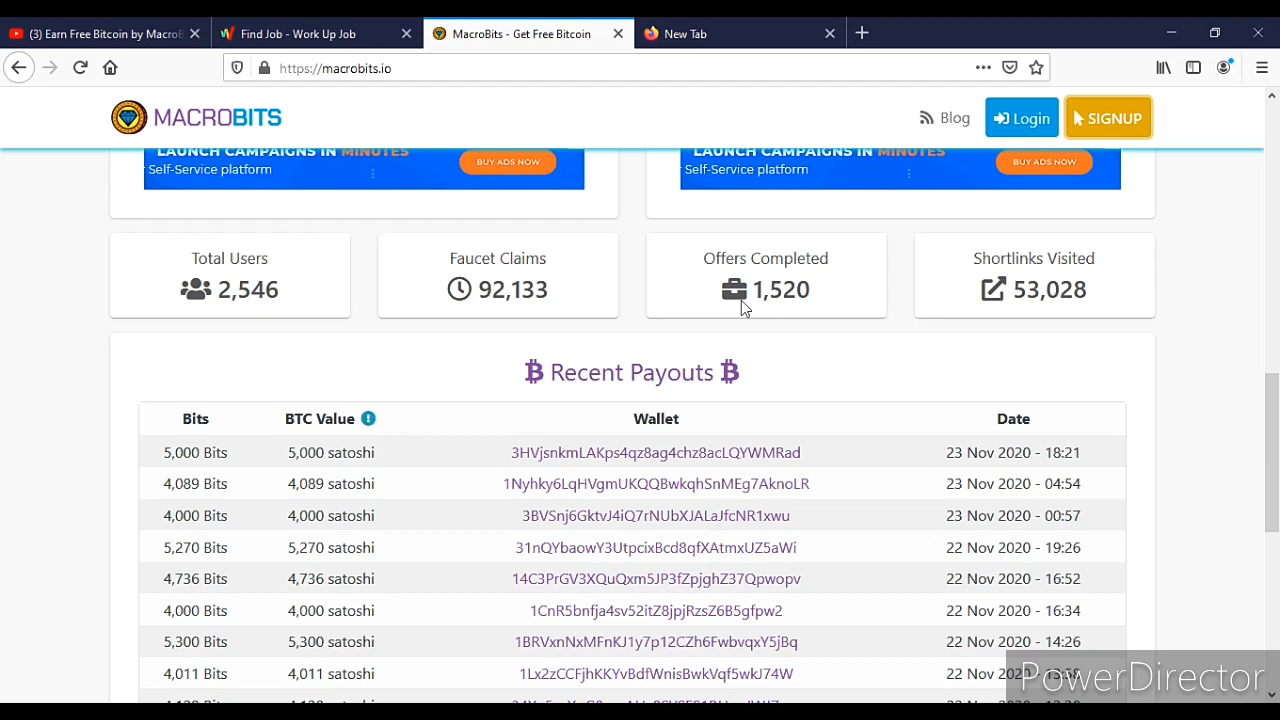 (3) Earn Free Bitcoin by MacroB
Find Job - Work Up Job
MacroBits - Get Free Bitcoin
New Tab
https://macrobits.io
MACROBITS
Blog
Login
SIGNUP
LAUNCH CAMPAIGNS IN MINUTES
Self-Service platform
BUY ADS NOW
LAUNCH CAMPAIGNS IN MINUTES
Self-Service platform
BUY ADS NOW
Total Users
2,546
Faucet Claims
92,133
Offers Completed
1,520
Shortlinks Visited
53,028
Recent Payouts
Bits BTC Value Wallet Date
5,000 Bits 5,000 satoshi 3HVjsnkmLAKps4qz8ag4chz8acLQYWMRad 23 Nov 2020 - 18:21
4,089 Bits 4,089 satoshi 1Nyhky6LqHVgmUKQQBwkqhSnMEg7AknoLR 23 Nov 2020 - 04:54
4,000 Bits 4,000 satoshi 3BVSnj6GktvJ4iQ7rNUbXJALaJfcNR1xwu 23 Nov 2020 - 00:57
5,270 Bits 5,270 satoshi 31nQYbaowY3UtpcixBcd8qfXAtmxUZ5aWi 22 Nov 2020 - 19:26
4,736 Bits 4,736 satoshi 14C3PrGV3XQuQxm5JP3fZpjghZ37Qpwopv 22 Nov 2020 - 16:52
4,000 Bits 4,000 satoshi 1CnR5bnfja4sv52itZ8jpjRzsZ6B5gfpw2 22 Nov 2020 - 16:34
5,300 Bits 5,300 satoshi 1BRVxnNxMFnKJ1y7p12CZh6FwbvqxY5jBq 22 Nov 2020 - 14:26
4,011 Bits 4,011 satoshi 1Lx2zCCFjhKKYvBdfWnisBwkVqf5wkJ74W 22 Nov 2020 - 13:38
PowerDirector